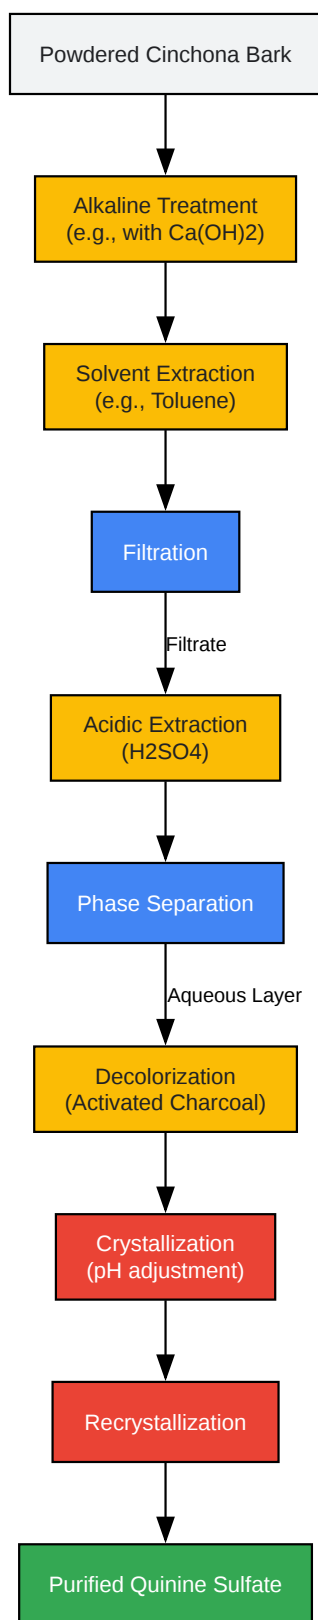 Powdered Cinchona Bark
Alkaline Treatment
(e.g., with Ca(OH)2)
Solvent Extraction
(e.g., Toluene)
Filtration
Filtrate
Acidic Extraction
(H2SO4)
Phase Separation
Aqueous Layer
Decolorization
(Activated Charcoal)
Crystallization
(pH adjustment)
Recrystallization
Purified Quinine Sulfate